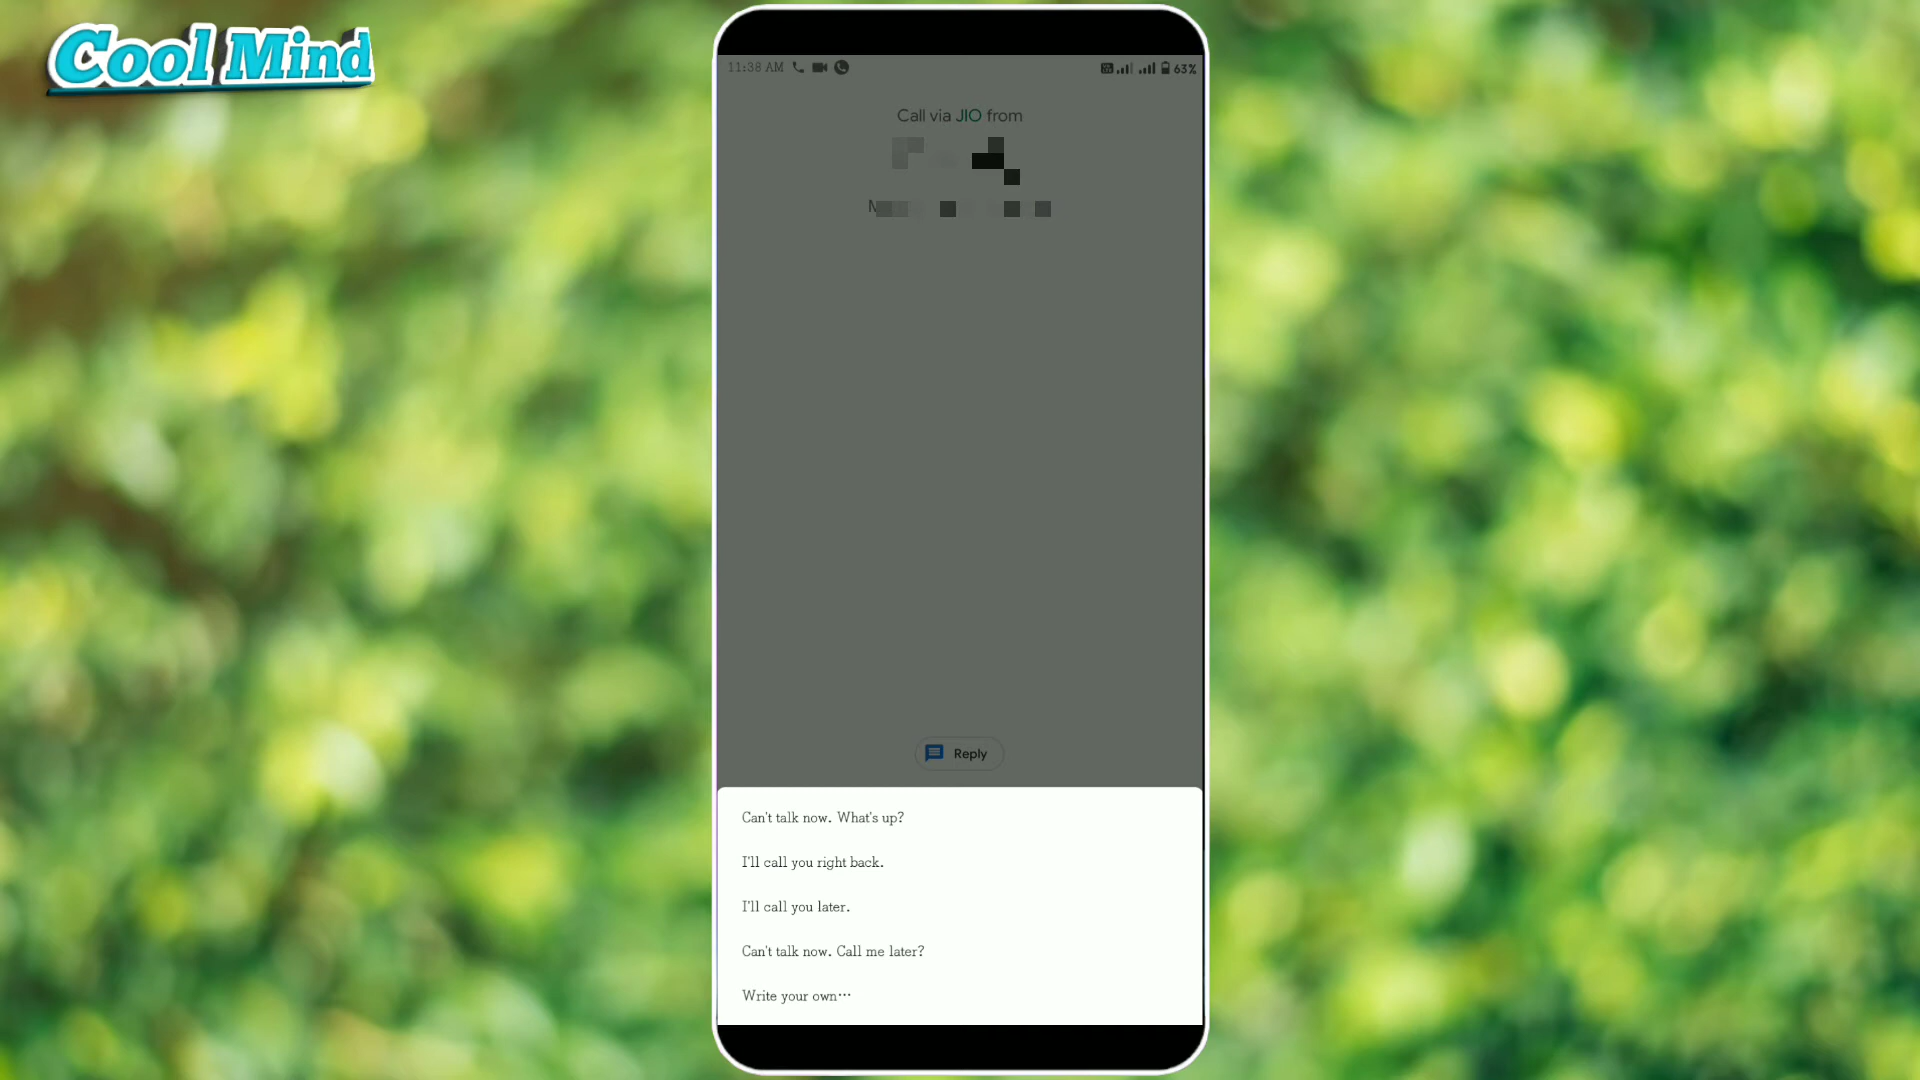 Cool Mind
11:38 AM
63%
Call via JIO from
Reply
Can't talk now. What's up?
I'll call you right back.
I'll call you later.
Can't talk now. Call me later?
Write your own…